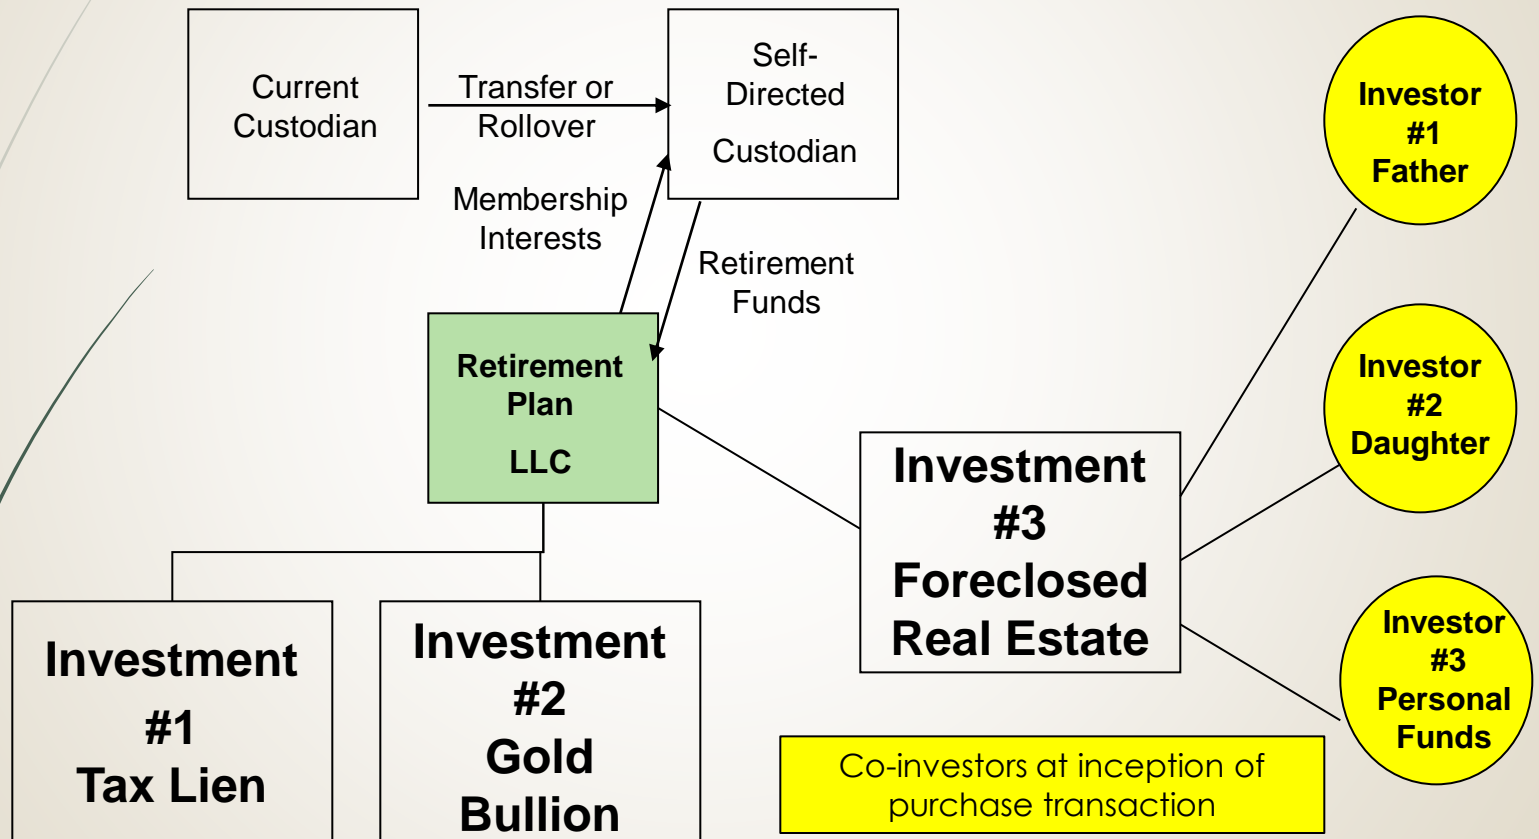 Current
Custodian
Transfer or
Rollover
Self-
Directed
Custodian
Membership
Interests
Retirement
Funds
Retirement
Plan
LLC
Investment
#1
Tax Lien
Investment
#2
Gold
Bullion
Investment
#3
Foreclosed
Real Estate
Investor
#1
Father
Investor
#2
Daughter
Investor
#3
Personal
Funds
Co-investors at inception of
purchase transaction